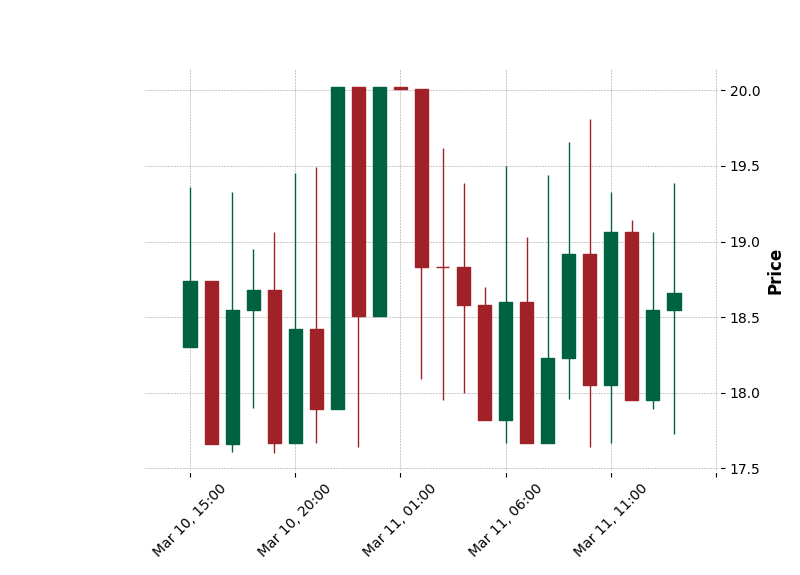 20.0
19.5
19.0
18.5
18.0
17.5
Price
Mar 10, 15:00
Mar 10, 20:00
Mar 11, 01:00
Mar 11, 06:00
Mar 11, 11:00